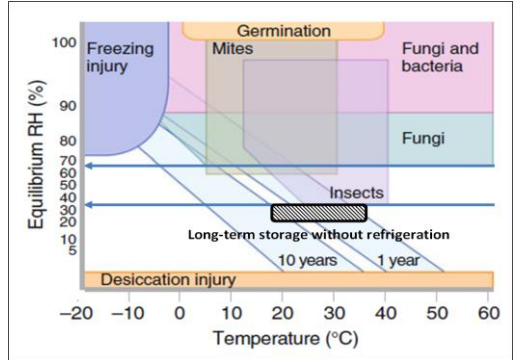 Germination
100
Freezing
injury
Mites
Fungi and
bacteria
90
80
Fungi
70
60
50
40
30
20
10
5
Equilibrium RH (%)
Insects
Long-term storage without refrigeration
10 years
1 year
Desiccation injury
−20 −10 0 10 20 30 40 50 60
Temperature (°C)